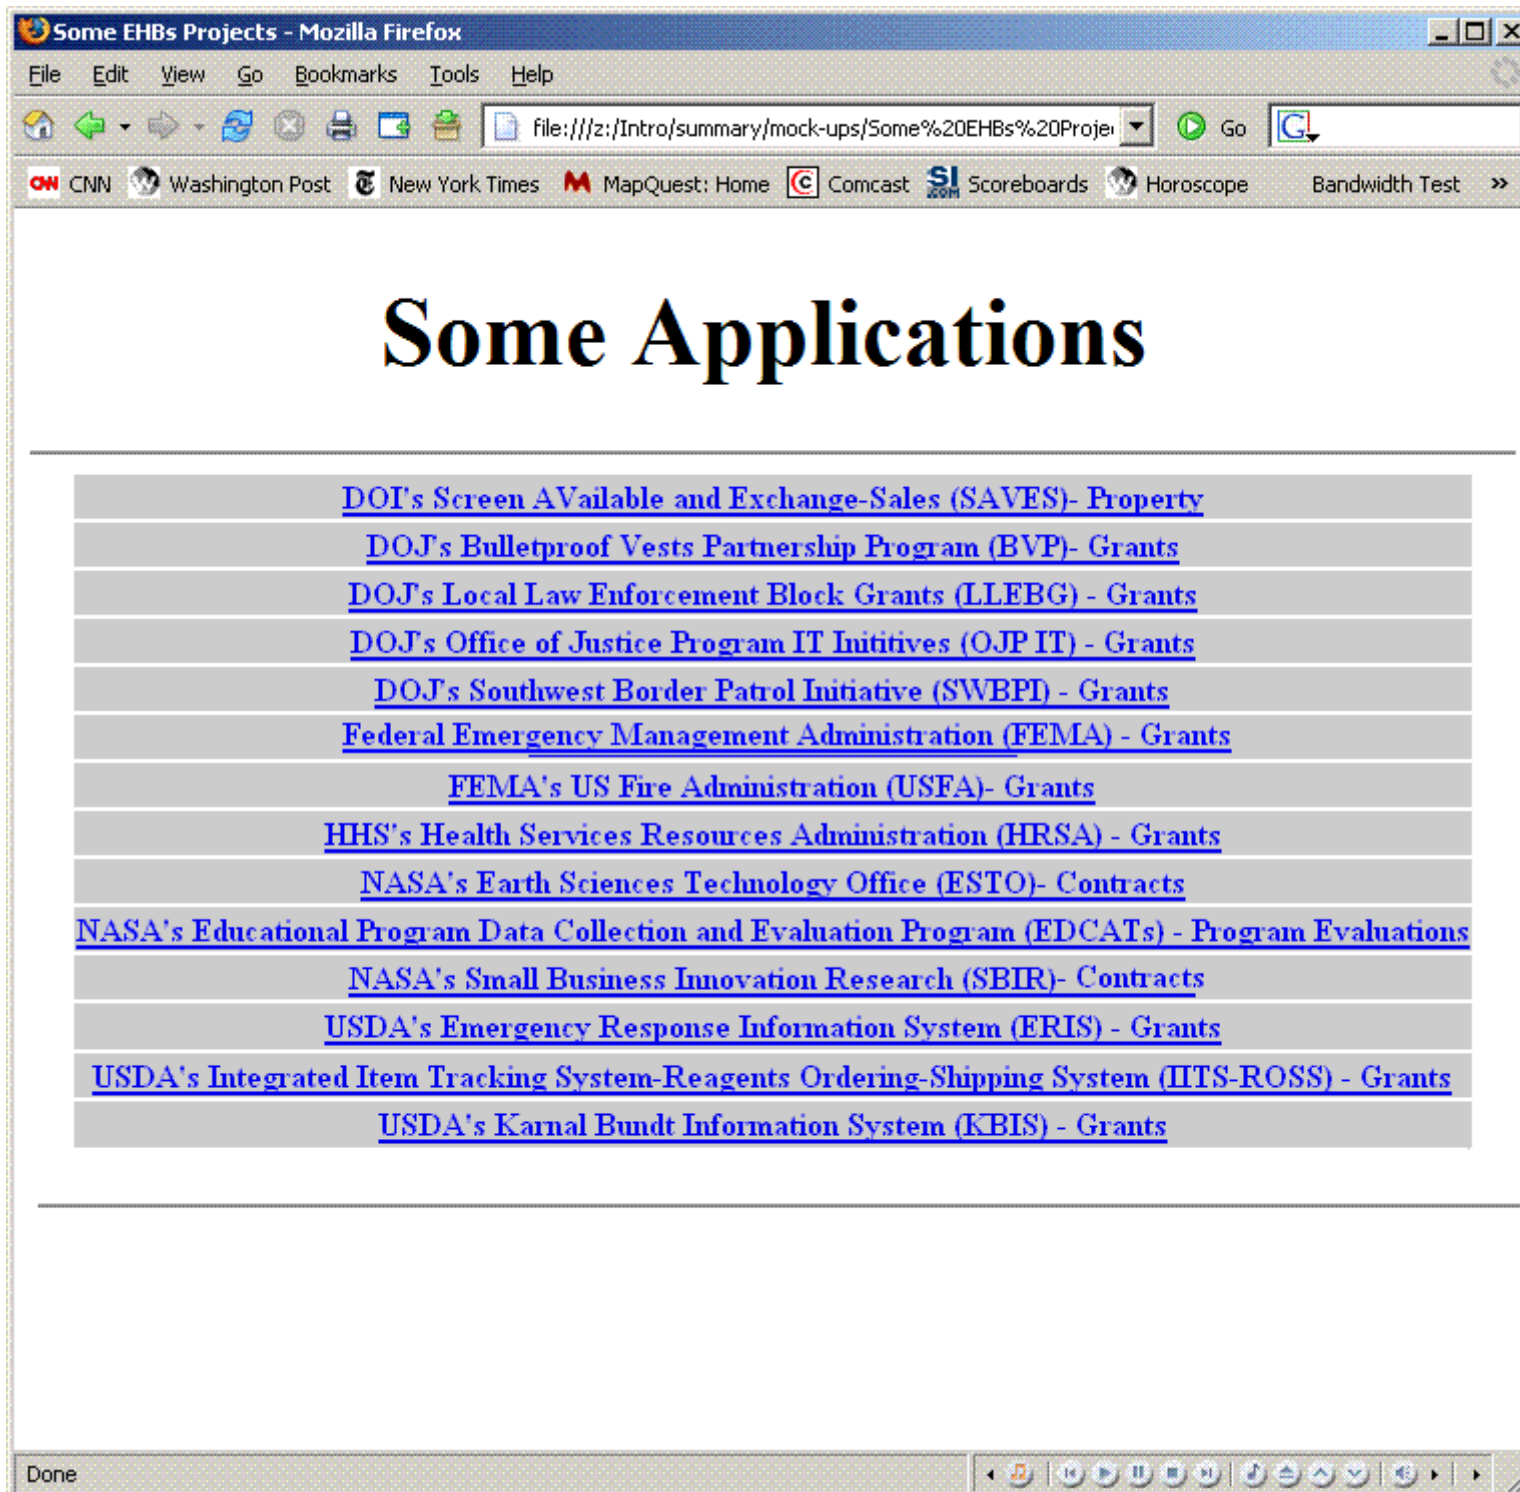 Some EHBs Projects - Mozilla Firefox
File Edit View Go Bookmarks Tools Help
file:///z:/Intro/summary/mock-ups/Some%20EHBs%20Proje Go G
CNN CNN Washington Post New York Times MapQuest: Home C Comcast SI.COM Scoreboards Horoscope Bandwidth Test »
Some Applications
DOI's Screen AVailable and Exchange-Sales (SAVES)- Property
DOJ's Bulletproof Vests Partnership Program (BVP)- Grants
DOJ's Local Law Enforcement Block Grants (LLEBG) - Grants
DOJ's Office of Justice Program IT Inititives (OJP IT) - Grants
DOJ's Southwest Border Patrol Initiative (SWBPI) - Grants
Federal Emergency Management Administration (FEMA) - Grants
FEMA's US Fire Administration (USFA)- Grants
HHS's Health Services Resources Administration (HRSA) - Grants
NASA's Earth Sciences Technology Office (ESTO)- Contracts
NASA's Educational Program Data Collection and Evaluation Program (EDCATs) - Program Evaluations
NASA's Small Business Innovation Research (SBIR)- Contracts
USDA's Emergency Response Information System (ERIS) - Grants
USDA's Integrated Item Tracking System-Reagents Ordering-Shipping System (IITS-ROSS) - Grants
USDA's Karnal Bundt Information System (KBIS) - Grants
Done